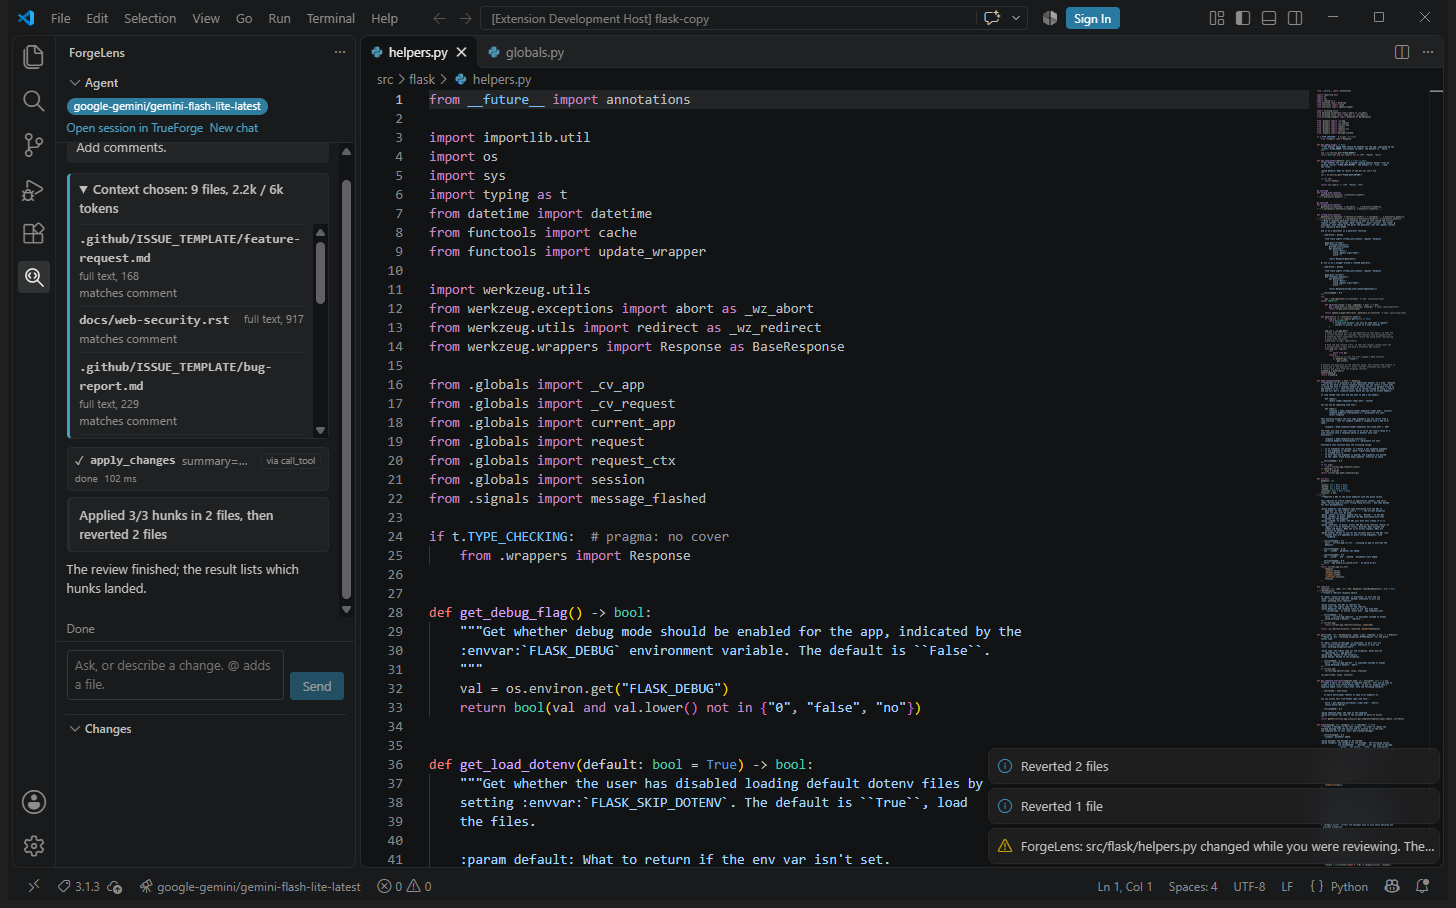 File Edit Selection View Go Run Terminal Help
[Extension Development Host] flask-copy
Sign In
ForgeLens
Agent
google-gemini/gemini-flash-lite-latest
Open session in TrueForge New chat
Add comments.
▼ Context chosen: 9 files, 2.2k / 6k
tokens
.github/ISSUE_TEMPLATE/feature-
request.md
full text, 168
matches comment
docs/web-security.rst full text, 917
matches comment
.github/ISSUE_TEMPLATE/bug-
report.md
full text, 229
matches comment
✓ apply_changes summary=... via call_tool
done 102 ms
Applied 3/3 hunks in 2 files, then
reverted 2 files
The review finished; the result lists which
hunks landed.
Done
Ask, or describe a change. @ adds
a file.
Send
Changes
helpers.py globals.py
src > flask > helpers.py
1 from __future__ import annotations
2
3 import importlib.util
4 import os
5 import sys
6 import typing as t
7 from datetime import datetime
8 from functools import cache
9 from functools import update_wrapper
10
11 import werkzeug.utils
12 from werkzeug.exceptions import abort as _wz_abort
13 from werkzeug.utils import redirect as _wz_redirect
14 from werkzeug.wrappers import Response as BaseResponse
15
16 from .globals import _cv_app
17 from .globals import _cv_request
18 from .globals import current_app
19 from .globals import request
20 from .globals import request_ctx
21 from .globals import session
22 from .signals import message_flashed
23
24 if t.TYPE_CHECKING:  # pragma: no cover
25     from .wrappers import Response
26
27
28 def get_debug_flag() -> bool:
29     """Get whether debug mode should be enabled for the app, indicated by the
30     :envvar:`FLASK_DEBUG` environment variable. The default is ``False``.
31     """
32     val = os.environ.get("FLASK_DEBUG")
33     return bool(val and val.lower() not in {"0", "false", "no"})
34
35
36 def get_load_dotenv(default: bool = True) -> bool:
37     """Get whether the user has disabled loading default dotenv files by
38     setting :envvar:`FLASK_SKIP_DOTENV`. The default is ``True``, load
39     the files.
40
41     :param default: What to return if the env var isn't set.
Reverted 2 files
Reverted 1 file
ForgeLens: src/flask/helpers.py changed while you were reviewing. The...
3.1.3 google-gemini/gemini-flash-lite-latest 0 0 Ln 1, Col 1 Spaces: 4 UTF-8 LF { } Python